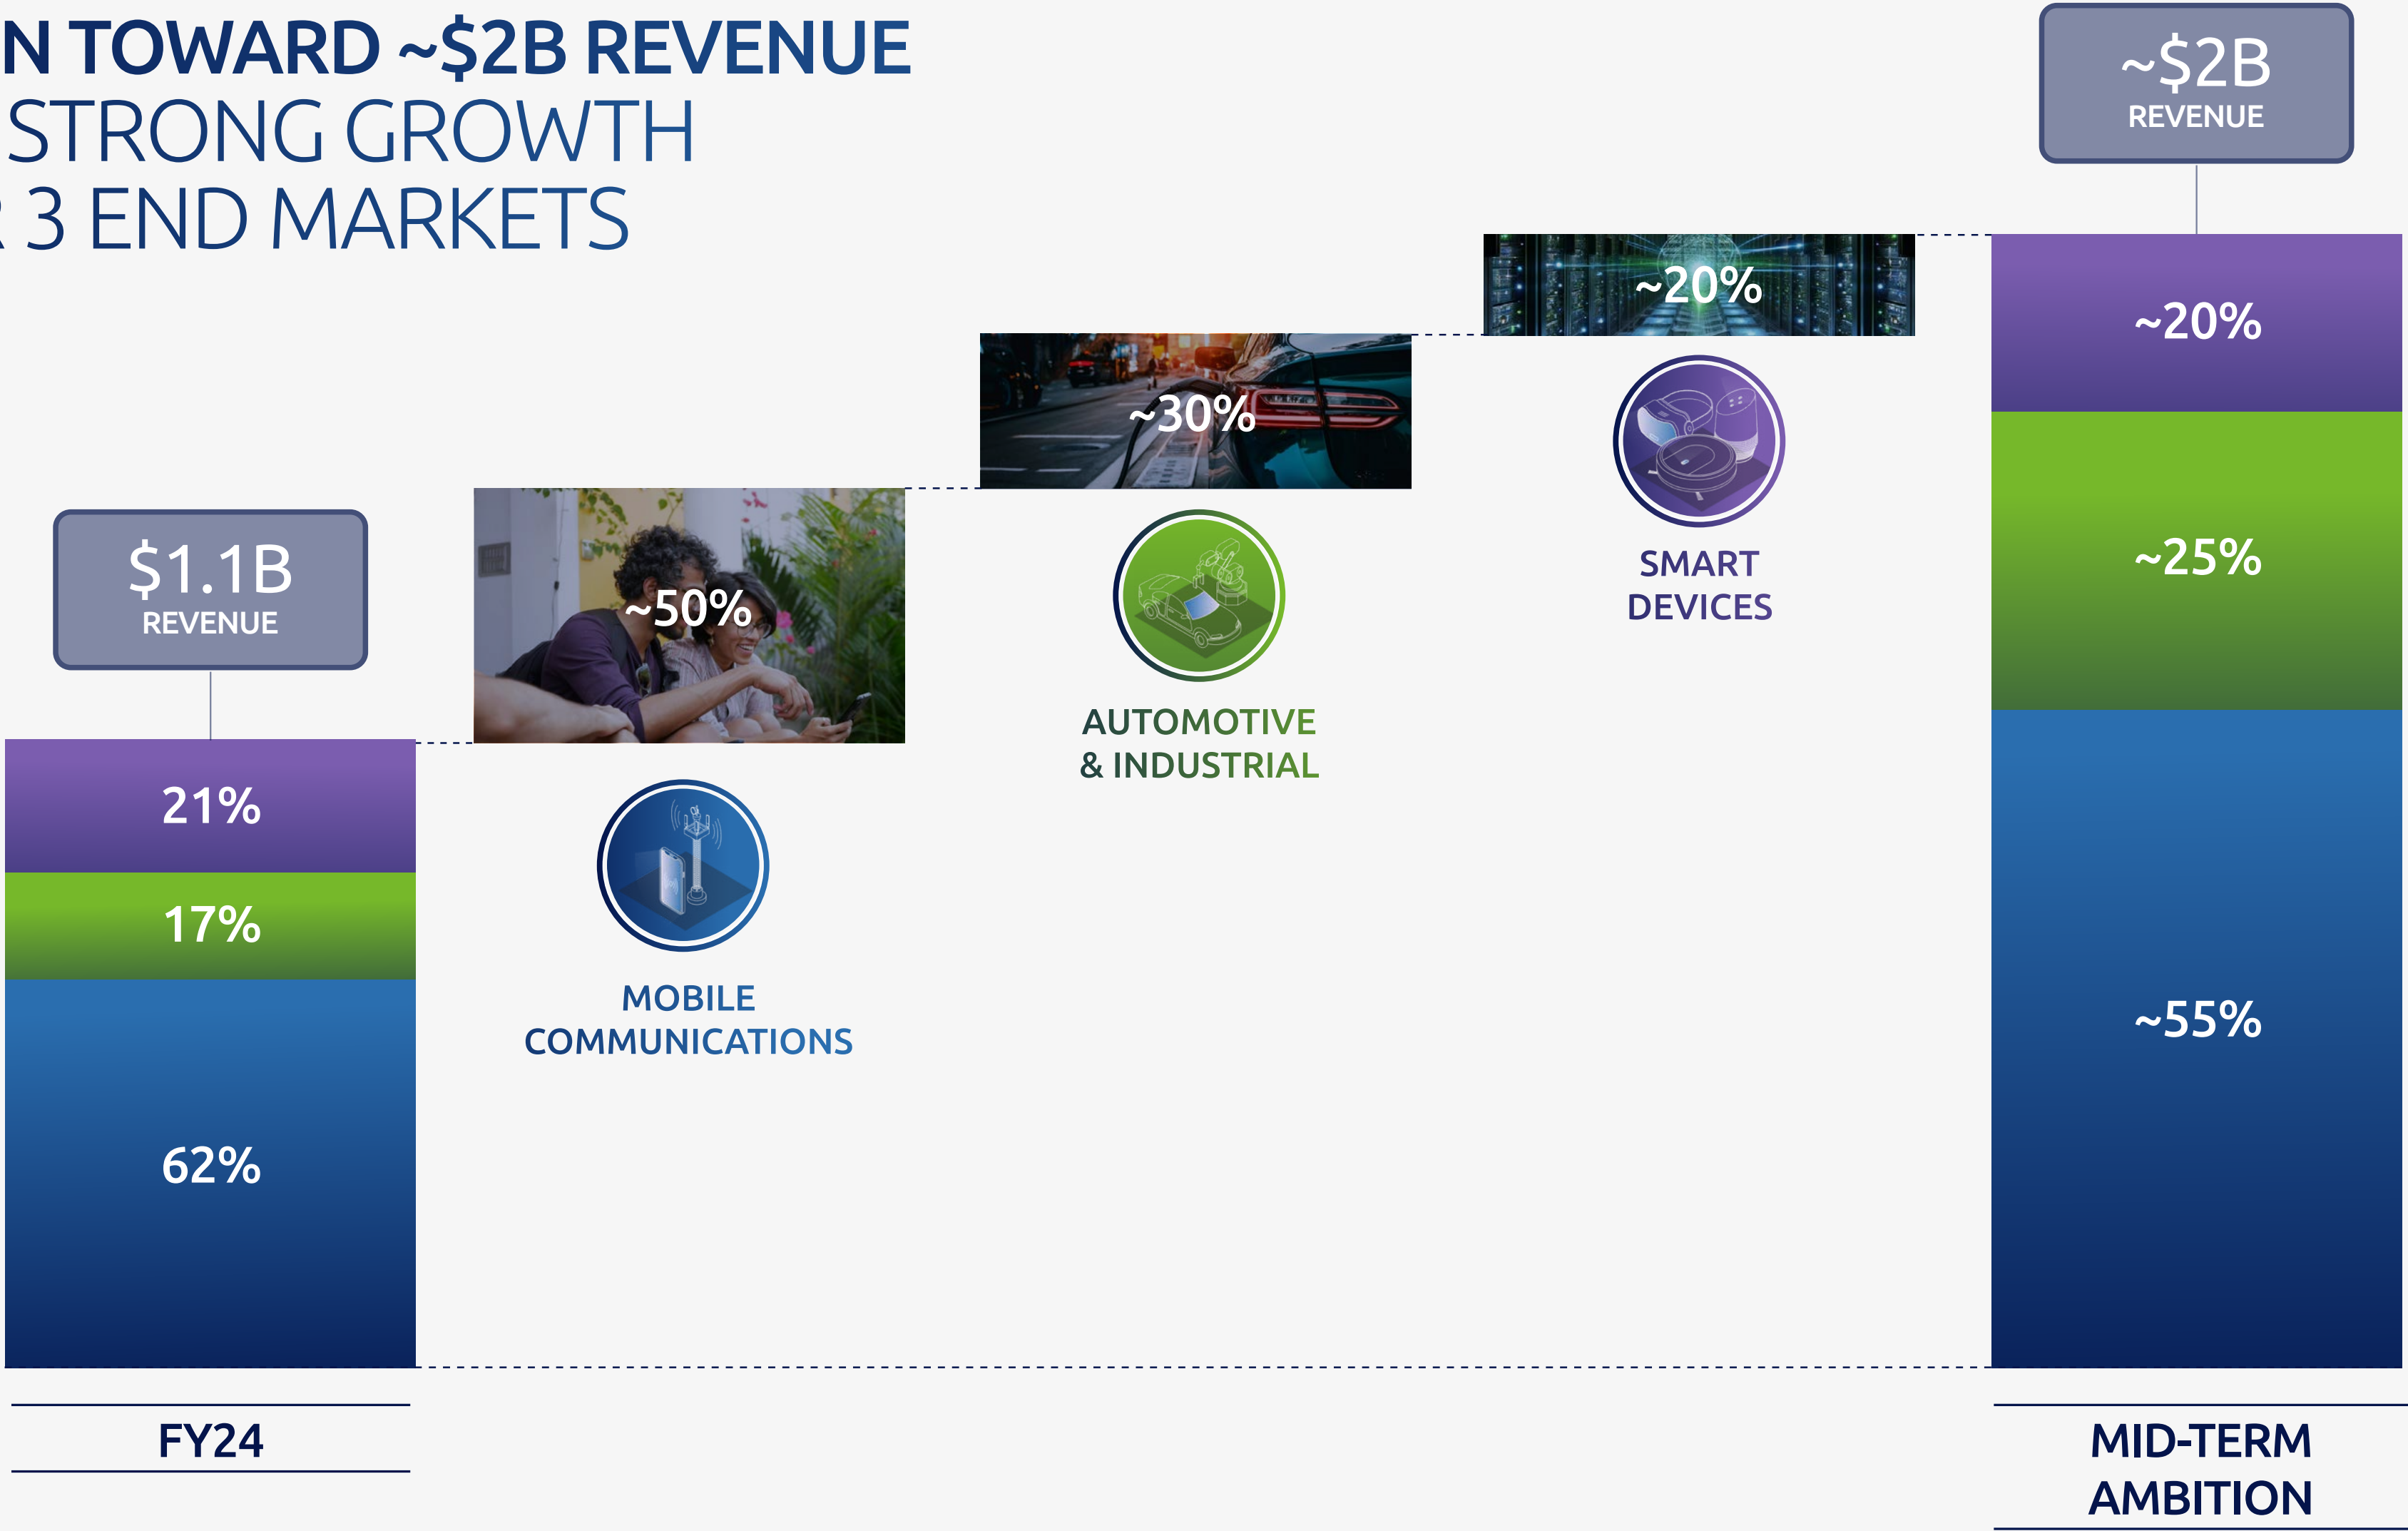 N TOWARD ~$2B REVENUE
STRONG GROWTH
3 END MARKETS
~$2B
REVENUE
~20%
~20%
~30%
~25%
SMART
DEVICES
$1.1B
REVENUE
~50%
AUTOMOTIVE
& INDUSTRIAL
21%
17%
MOBILE
COMMUNICATIONS
~55%
62%
FY24
MID-TERM
AMBITION